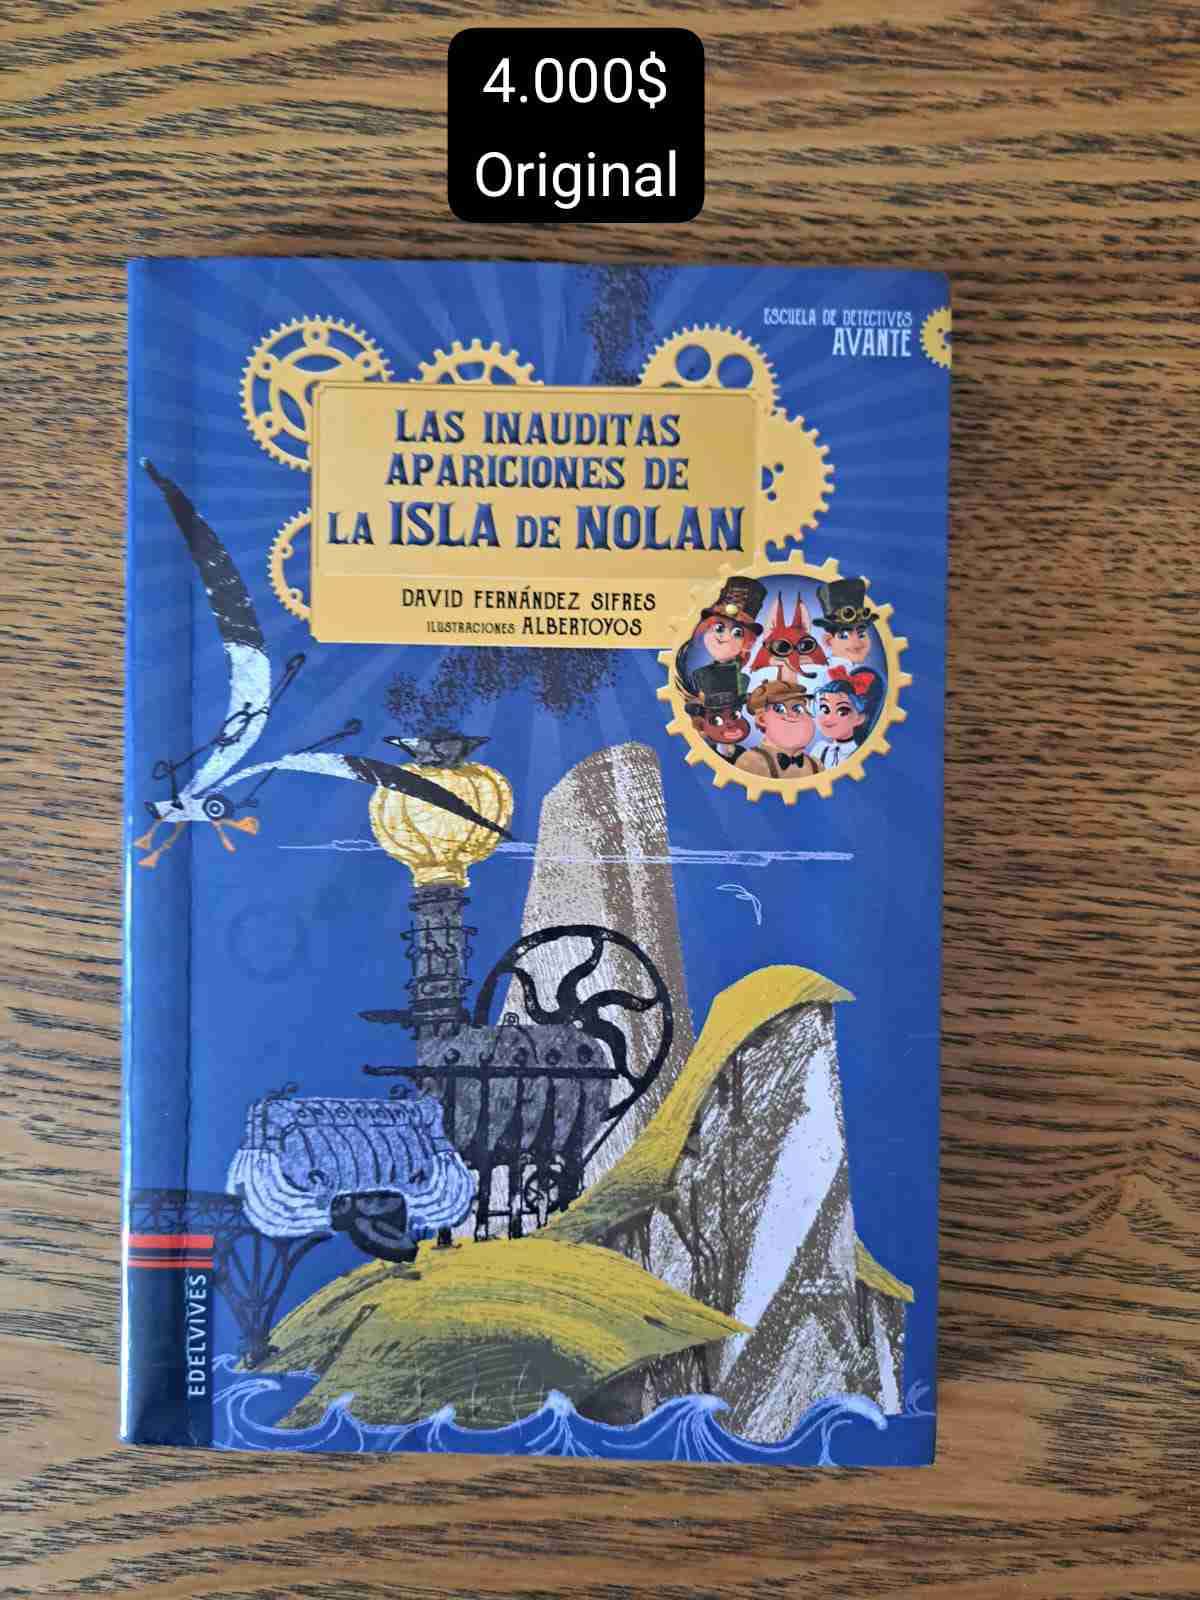 4.000$
Original
ESCUELA DE DETECTIVES
AVANTE
LAS INAUDITAS
APARICIONES DE
LA ISLA DE NOLAN
DAVID FERNÁNDEZ SIFRES
ILUSTRACIONES ALBERTOYOS
EDELVIVES